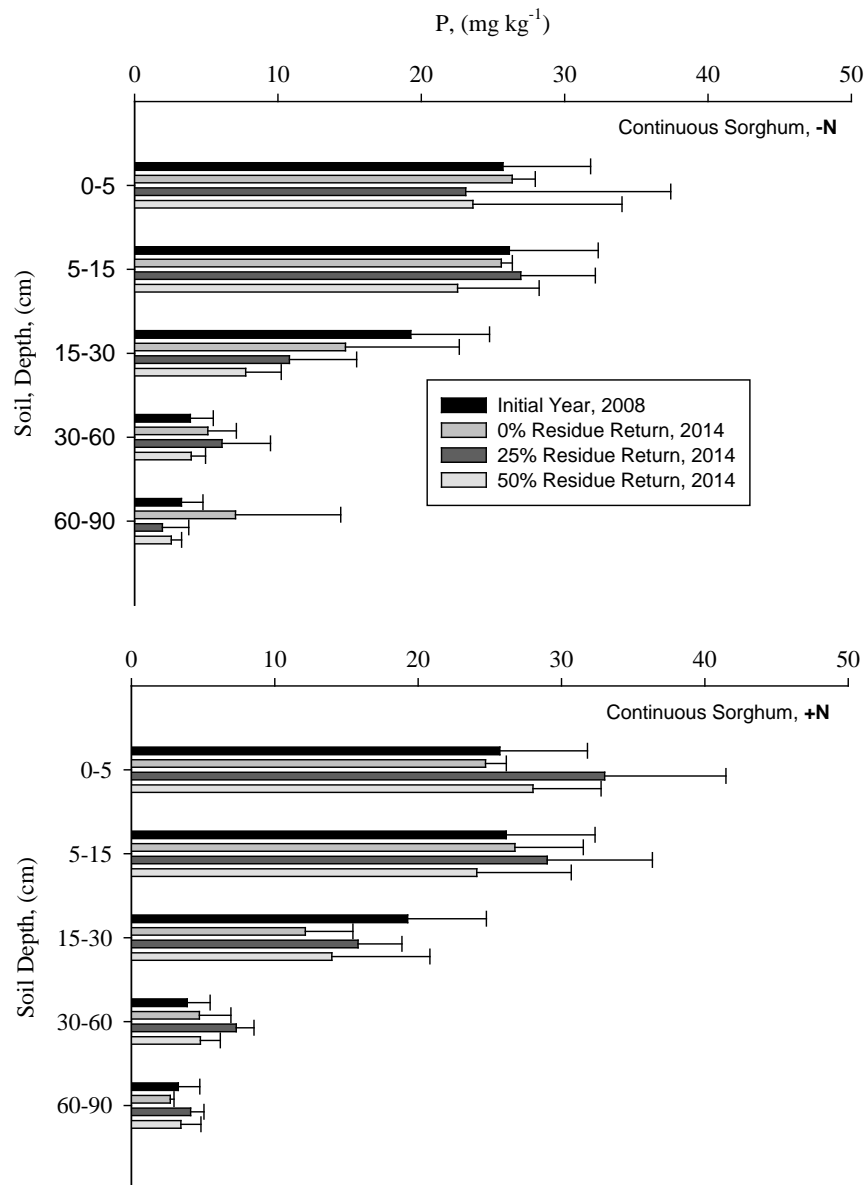 P, (mg kg-1)
0 10 20 30 40 50
Continuous Sorghum, -N
Soil, Depth, (cm)
0-5
5-15
15-30
30-60
60-90
Initial Year, 2008
0% Residue Return, 2014
25% Residue Return, 2014
50% Residue Return, 2014
0 10 20 30 40 50
Continuous Sorghum, +N
Soil Depth, (cm)
0-5
5-15
15-30
30-60
60-90